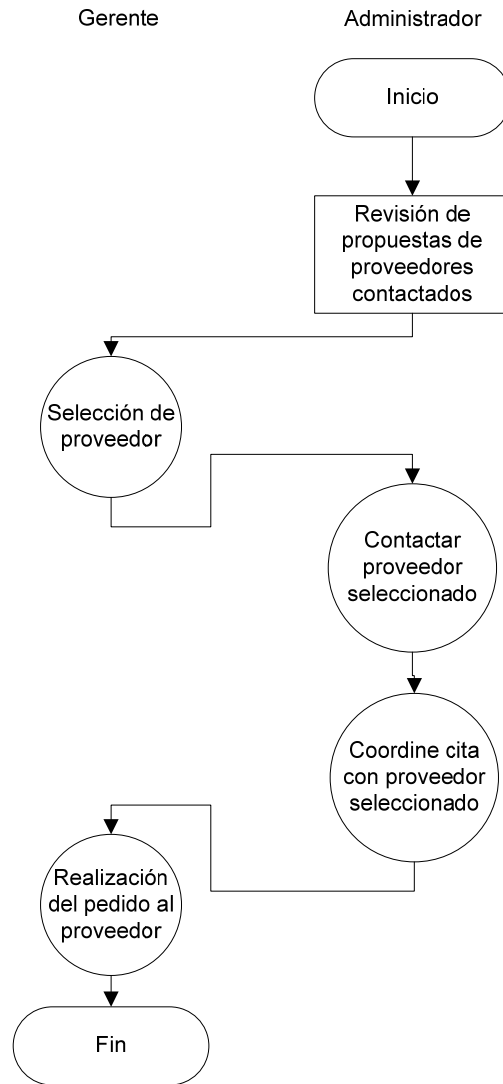 Gerente
Administrador
Inicio
Revisión de
propuestas de
proveedores
contactados
Selección de
proveedor
Contactar
proveedor
seleccionado
Coordine cita
con proveedor
seleccionado
Realización
del pedido al
proveedor
Fin